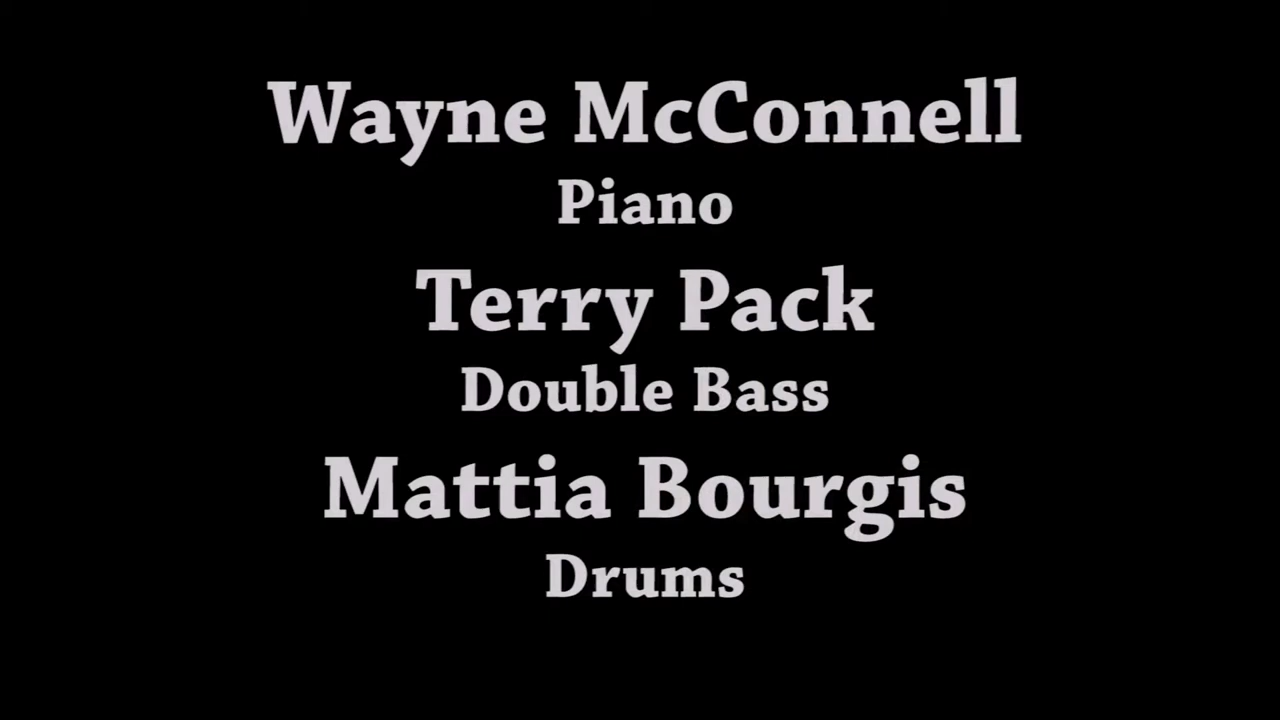 Wayne McConnell
Piano
Terry Pack
Double Bass
Mattia Bourgis
Drums